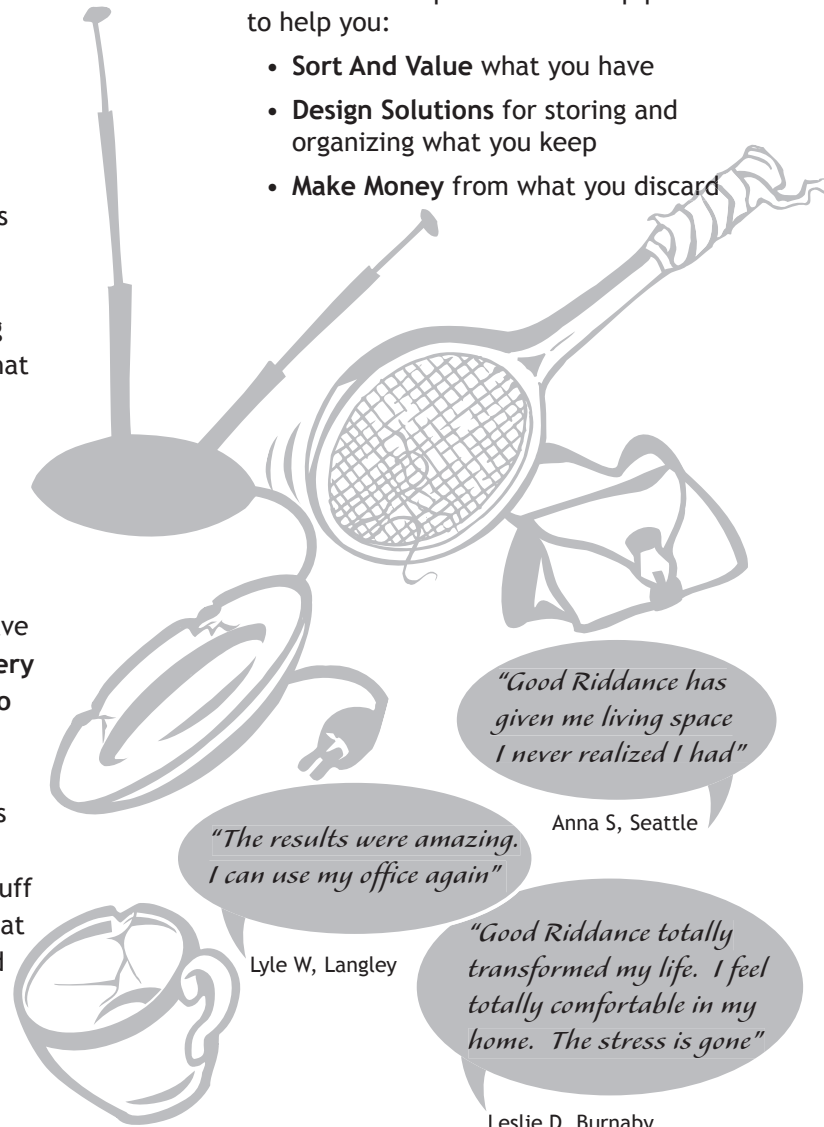 to help you:
• Sort And Value what you have
• Design Solutions for storing and
organizing what you keep
• Make Money from what you discard
“Good Riddance has
given me living space
I never realized I had”
Anna S, Seattle
“The results were amazing.
I can use my office again”
Lyle W, Langley
“Good Riddance totally
transformed my life.  I feel
totally comfortable in my
home.  The stress is gone”
Leslie D, Burnaby